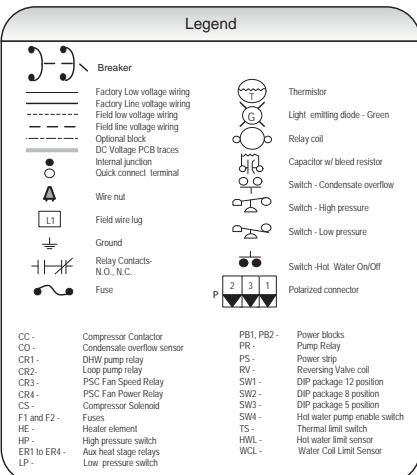 Legend
Breaker
Factory Low voltage wiring
Factory Line voltage wiring
Field low voltage wiring
Field line voltage wiring
Optional block
DC Voltage PCB traces
Internal junction
Quick connect terminal
Wire nut
L1 Field wire lug
Ground
Relay Contacts-
N.O., N.C.
Fuse
T Thermistor
G Light emitting diode - Green
Relay coil
Capacitor w/ bleed resistor
Switch - Condensate overflow
Switch - High pressure
Switch - Low pressure
Switch -Hot Water On/Off
P 2 3 1 Polarized connector
CC - Compressor Contactor
CO - Condensate overflow sensor
CR1 - DHW pump relay
CR2- Loop pump relay
CR3 - PSC Fan Speed Relay
CR4 - PSC Fan Power Relay
CS - Compressor Solenoid
F1 and F2 - Fuses
HE - Heater element
HP - High pressure switch
ER1 to ER4 - Aux heat stage relays
LP - Low pressure switch
PB1, PB2 - Power blocks
PR - Pump Relay
PS - Power strip
RV - Reversing Valve coil
SW1 - DIP package 12 position
SW2 - DIP package 8 position
SW3 - DIP package 5 position
SW4 - Hot water pump enable switch
TS - Thermal limit switch
HWL - Hot water limit sensor
WCL - Water Coil Limit Sensor